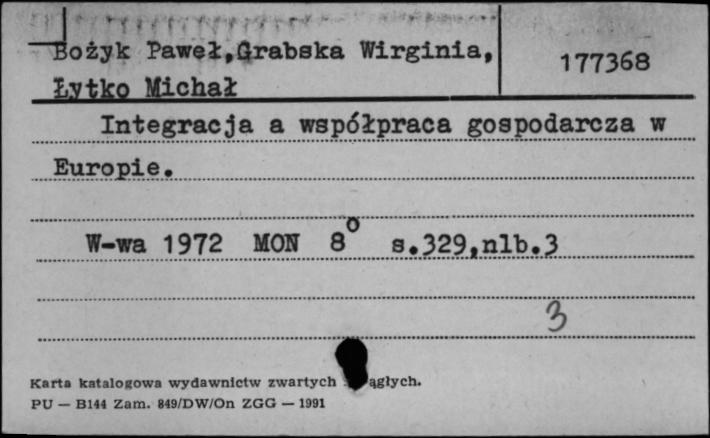 Bożyk Paweł,Grabska Wirginia,
177368
Łytko Michał
Integracja a współpraca gospodarcza w
Europie.
W-wa 1972 MON 8° s.329,nlb.3
3
Karta katalogowa wydawnictw zwartych ągłych.
PU — B144 Zam. 849/DW/On ZGG — 1991